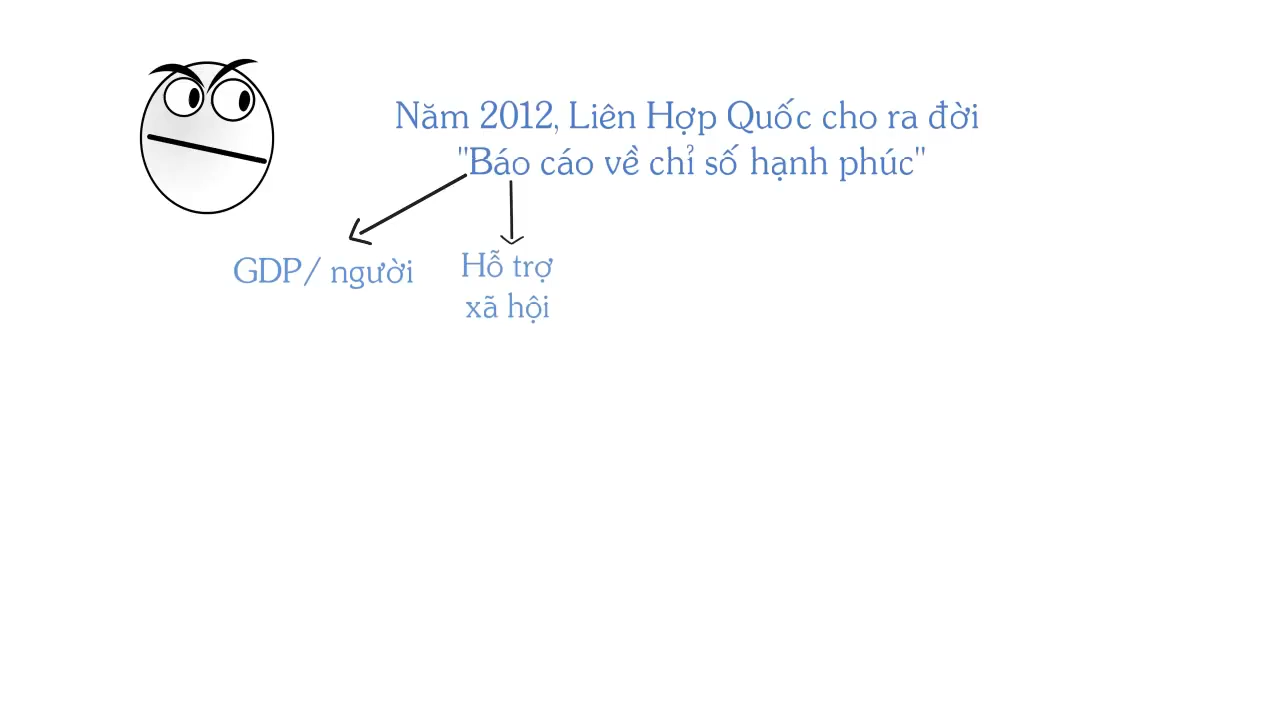 Năm 2012, Liên Hợp Quốc cho ra đời
"Báo cáo về chỉ số hạnh phúc"
GDP/ người
Hỗ trợ
xã hội